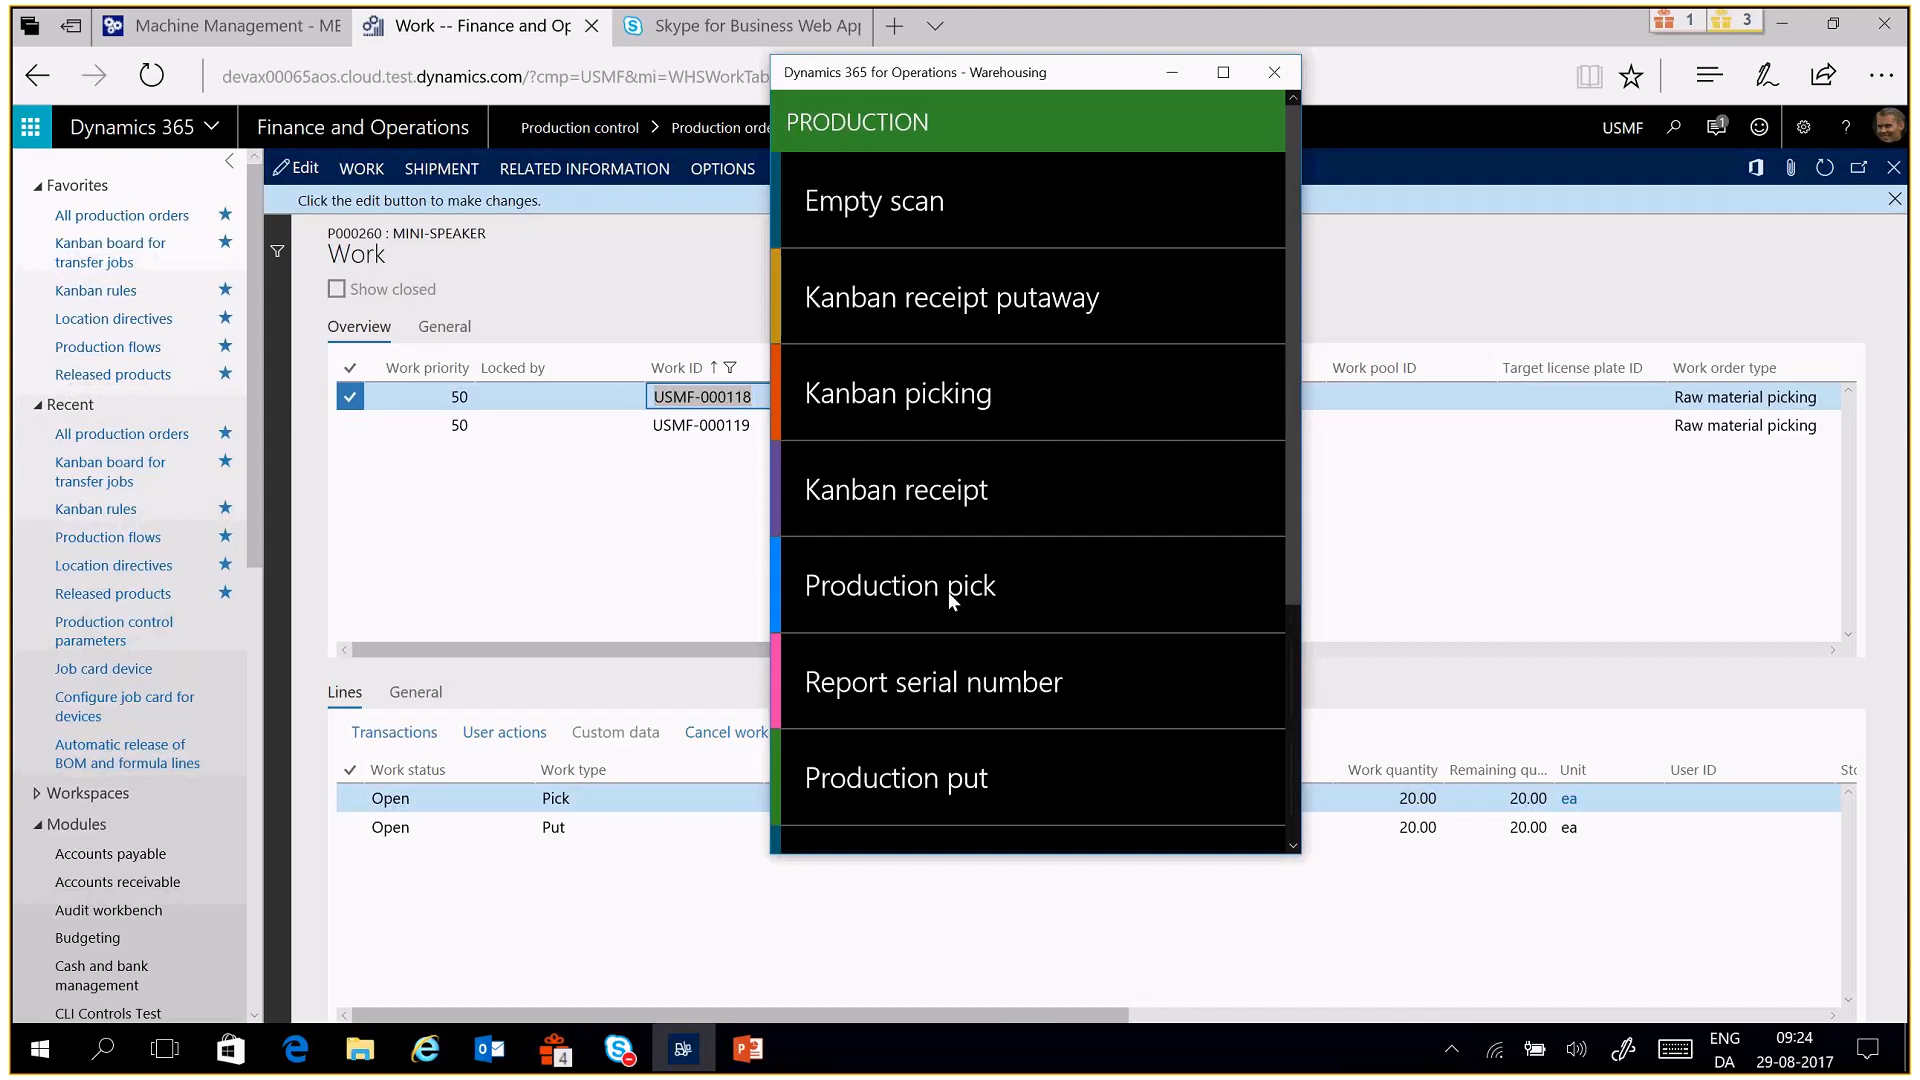 Machine Management - ME
Work -- Finance and Op
Skype for Business Web App
1
3
devax00065aos.cloud.test.dynamics.com/?cmp=USMF&mi=WHSWorkTab
Dynamics 365 for Operations - Warehousing
Dynamics 365
Finance and Operations
Production control > Production orde
USMF
1
?
PRODUCTION
Empty scan
Kanban receipt putaway
Kanban picking
Kanban receipt
Production pick
Report serial number
Production put
Edit WORK SHIPMENT RELATED INFORMATION OPTIONS
Click the edit button to make changes.
Favorites
All production orders
Kanban board for
transfer jobs
Kanban rules
Location directives
Production flows
Released products
Recent
All production orders
Kanban board for
transfer jobs
Kanban rules
Production flows
Location directives
Released products
Production control
parameters
Job card device
Configure job card for
devices
Automatic release of
BOM and formula lines
Workspaces
Modules
Accounts payable
Accounts receivable
Audit workbench
Budgeting
Cash and bank
management
CLI Controls Test
P000260 : MINI-SPEAKER
Work
Show closed
Overview General
Work priority Locked by Work ID Work pool ID Target license plate ID Work order type
50 USMF-000118 Raw material picking
50 USMF-000119 Raw material picking
Lines General
Transactions User actions Custom data Cancel work
Work status Work type Work quantity Remaining qu... Unit User ID Sto
Open Pick 20.00 20.00 ea
Open Put 20.00 20.00 ea
4
ENG
DA
09:24
29-08-2017